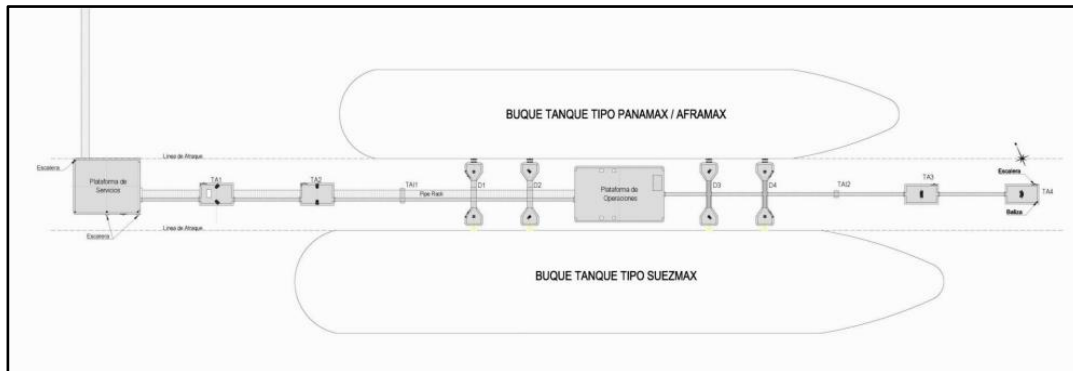 BUQUE TANQUE TIPO PANAMAX / AFRAMAX
Escalera
Línea de Atraque
Plataforma de
Servicios
TA1
TA2
TAI1
Pipe Rack
D1
D2
Plataforma de
Operaciones
D3
D4
TAI2
TA3
Escalera
TA4
Baliza
Escalera
Línea de Atraque
BUQUE TANQUE TIPO SUEZMAX